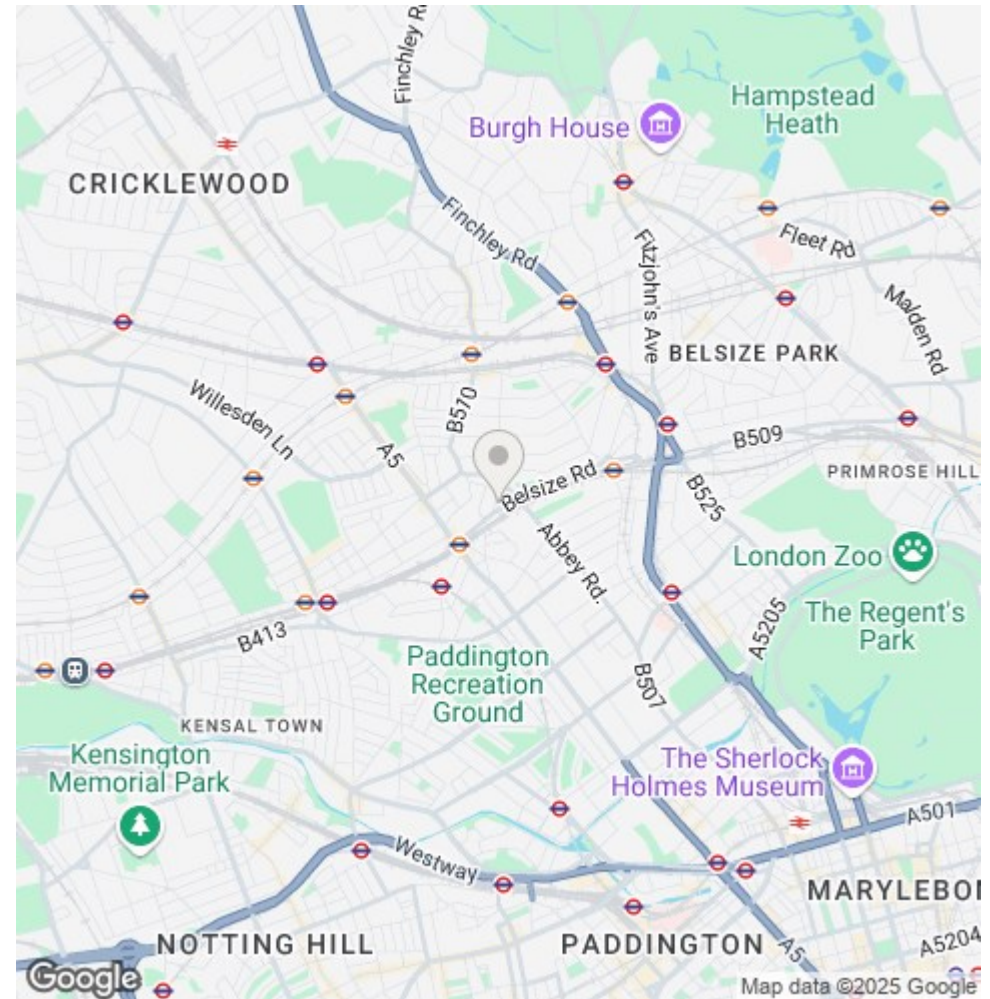 Finchley R
Finchley Rd
Burgh House
Hampstead
Heath
CRICKLEWOOD
Finchley Rd
Fitzjohn's Ave
Fleet Rd
Malden Rd
BELSIZE PARK
Willesden Ln
B510
A5
B509
PRIMROSE HILL
Belsize Rd
B525
Abbey Rd.
London Zoo
A5205
The Regent's
Park
B413
Paddington
Recreation
Ground
B507
KENSAL TOWN
Kensington
Memorial Park
The Sherlock
Holmes Museum
A501
Westway
MARYLEBON
NOTTING HILL
PADDINGTON
A5
A5204
Google
Map data ©2025 Google